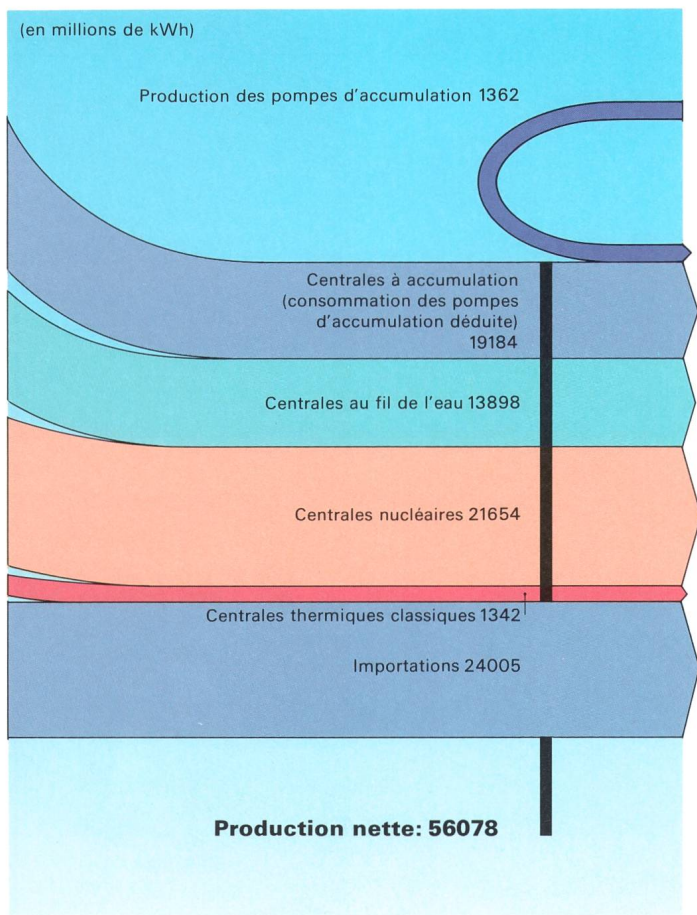 (en millions de kWh)
Production des pompes d'accumulation 1362
Centrales à accumulation
(consommation des pompes
d'accumulation déduite)
19184
Centrales au fil de l'eau 13898
Centrales nucléaires 21654
Centrales thermiques classiques 1342
Importations 24005
Production nette: 56078